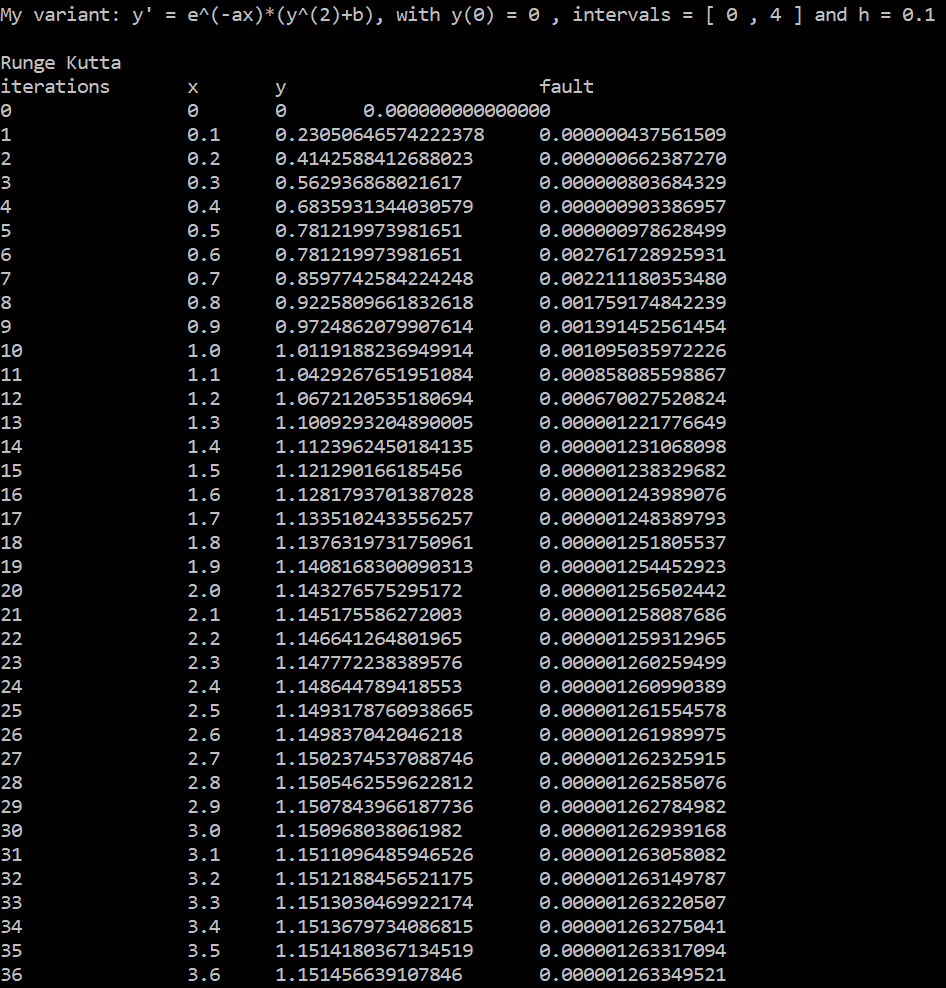 My variant: y' = e^(-ax)*(y^(2)+b), with y(0) = 0 , intervals = [ 0 , 4 ] and h = 0.1
Runge Kutta
iterations x y fault
0 0 0 0.000000000000000
1 0.1 0.23050646574222378 0.000000437561509
2 0.2 0.4142588412688023 0.000000662387270
3 0.3 0.562936868021617 0.000000803684329
4 0.4 0.6835931344030579 0.000000903386957
5 0.5 0.781219973981651 0.000000978628499
6 0.6 0.781219973981651 0.002761728925931
7 0.7 0.8597742584224248 0.002211180353480
8 0.8 0.9225809661832618 0.001759174842239
9 0.9 0.9724862079907614 0.001391452561454
10 1.0 1.0119188236949914 0.001095035972226
11 1.1 1.0429267651951084 0.000858085598867
12 1.2 1.0672120535180694 0.000670027520824
13 1.3 1.1009293204890005 0.000001221776649
14 1.4 1.1123962450184135 0.000001231068098
15 1.5 1.121290166185456 0.000001238329682
16 1.6 1.1281793701387028 0.000001243989076
17 1.7 1.1335102433556257 0.000001248389793
18 1.8 1.1376319731750961 0.000001251805537
19 1.9 1.1408168300090313 0.000001254452923
20 2.0 1.143276575295172 0.000001256502442
21 2.1 1.145175586272003 0.000001258087686
22 2.2 1.146641264801965 0.000001259312965
23 2.3 1.147772238389576 0.000001260259499
24 2.4 1.148644789418553 0.000001260990389
25 2.5 1.1493178760938665 0.000001261554578
26 2.6 1.149837042046218 0.000001261989975
27 2.7 1.1502374537088746 0.000001262325915
28 2.8 1.1505462559622812 0.000001262585076
29 2.9 1.1507843966187736 0.000001262784982
30 3.0 1.150968038061982 0.000001262939168
31 3.1 1.1511096485946526 0.000001263058082
32 3.2 1.1512188456521175 0.000001263149787
33 3.3 1.1513030469922174 0.000001263220507
34 3.4 1.1513679734086815 0.000001263275041
35 3.5 1.1514180367134519 0.000001263317094
36 3.6 1.151456639107846 0.000001263349521